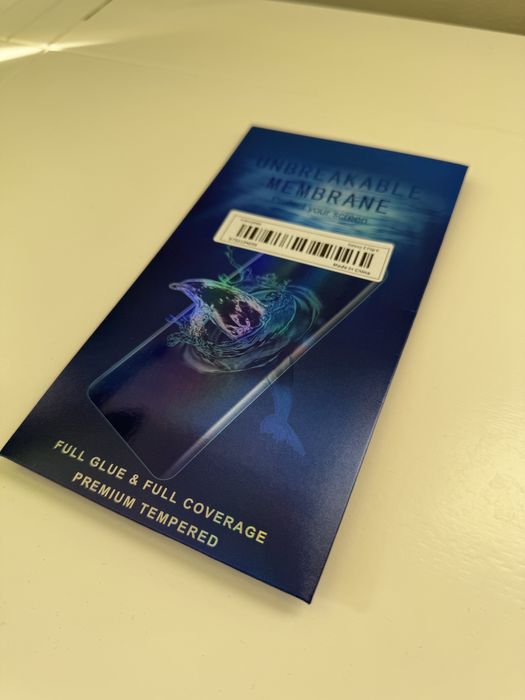 UNBREAKABLE
MEMBRANE
your screen
Made in CHINA
FULL GLUE & FULL COVERAGE
PREMIUM TEMPERED